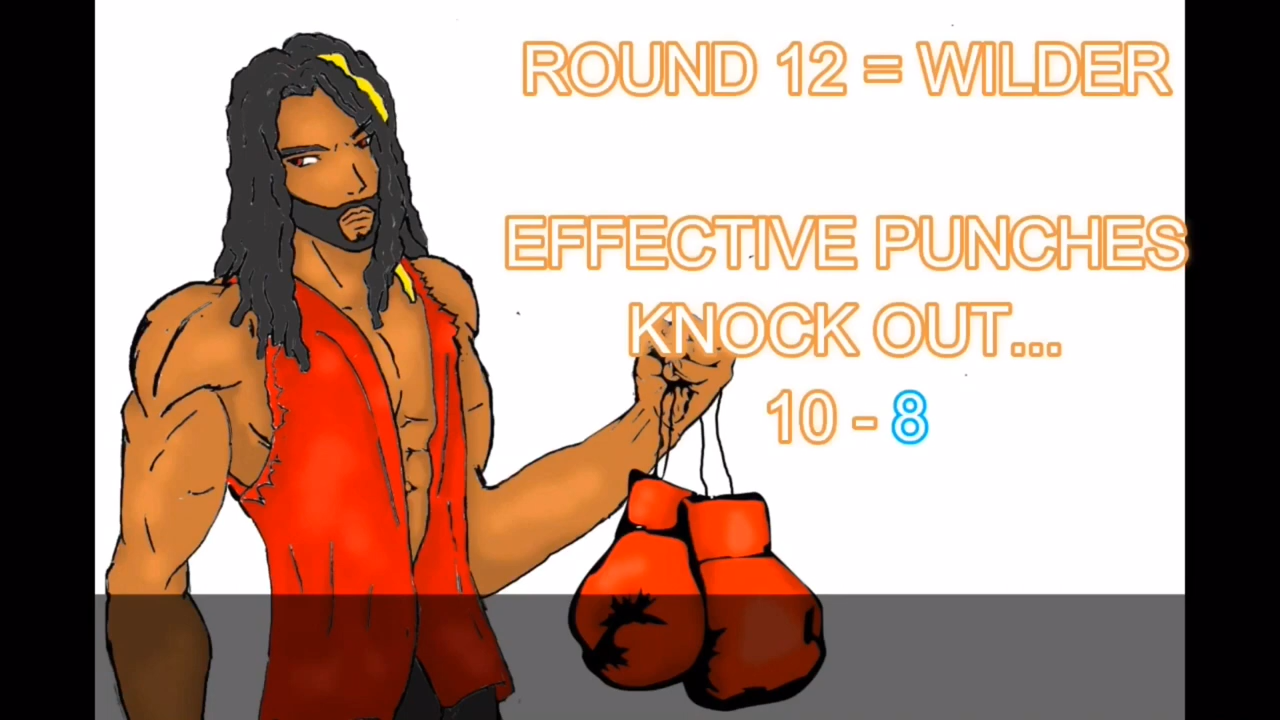 ROUND 12 = WILDER
EFFECTIVE PUNCHES
KNOCK OUT...
10 - 8